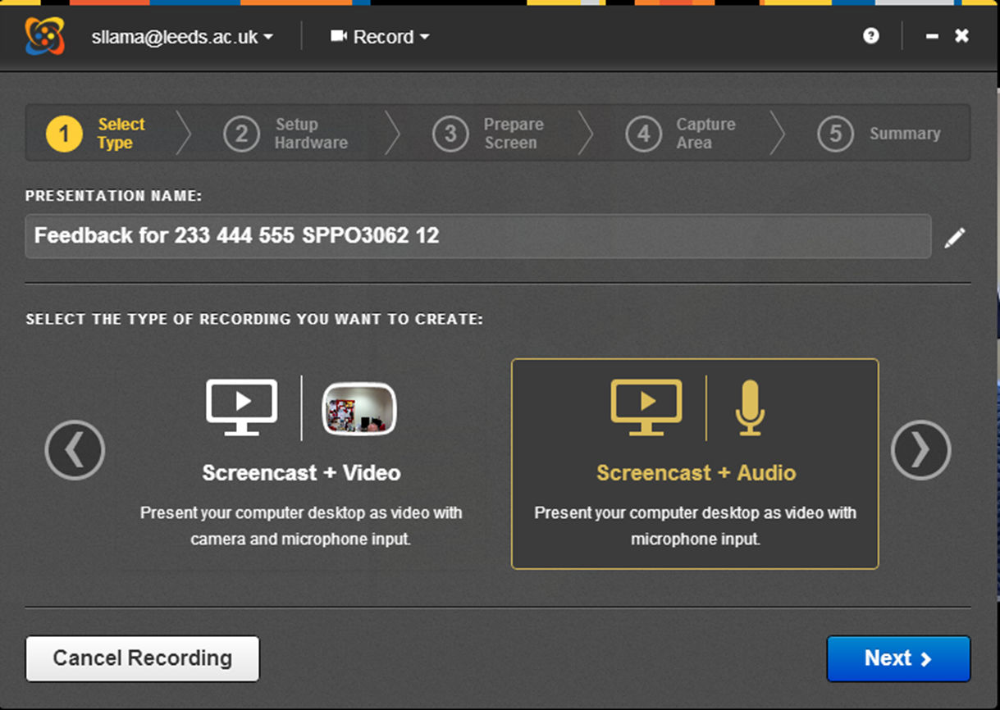 sllama@leeds.ac.uk Record
1 Select Type
2 Setup Hardware
3 Prepare Screen
4 Capture Area
5 Summary
PRESENTATION NAME:
Feedback for 233 444 555 SPPO3062 12
SELECT THE TYPE OF RECORDING YOU WANT TO CREATE:
Screencast + Video
Present your computer desktop as video with
camera and microphone input.
Screencast + Audio
Present your computer desktop as video with
microphone input.
Cancel Recording
Next